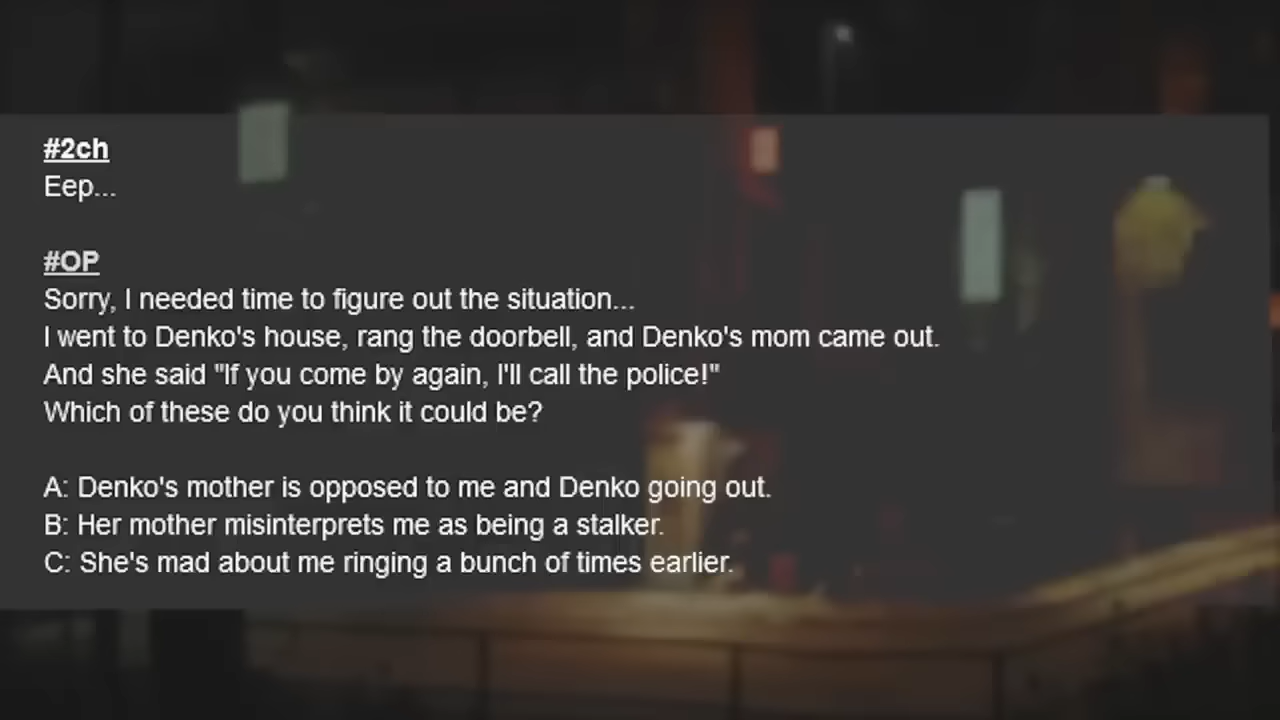 #2ch
Eep...
#OP
Sorry, I needed time to figure out the situation...
I went to Denko's house, rang the doorbell, and Denko's mom came out.
And she said "If you come by again, I'll call the police!"
Which of these do you think it could be?
A: Denko's mother is opposed to me and Denko going out.
B: Her mother misinterprets me as being a stalker.
C: She's mad about me ringing a bunch of times earlier.